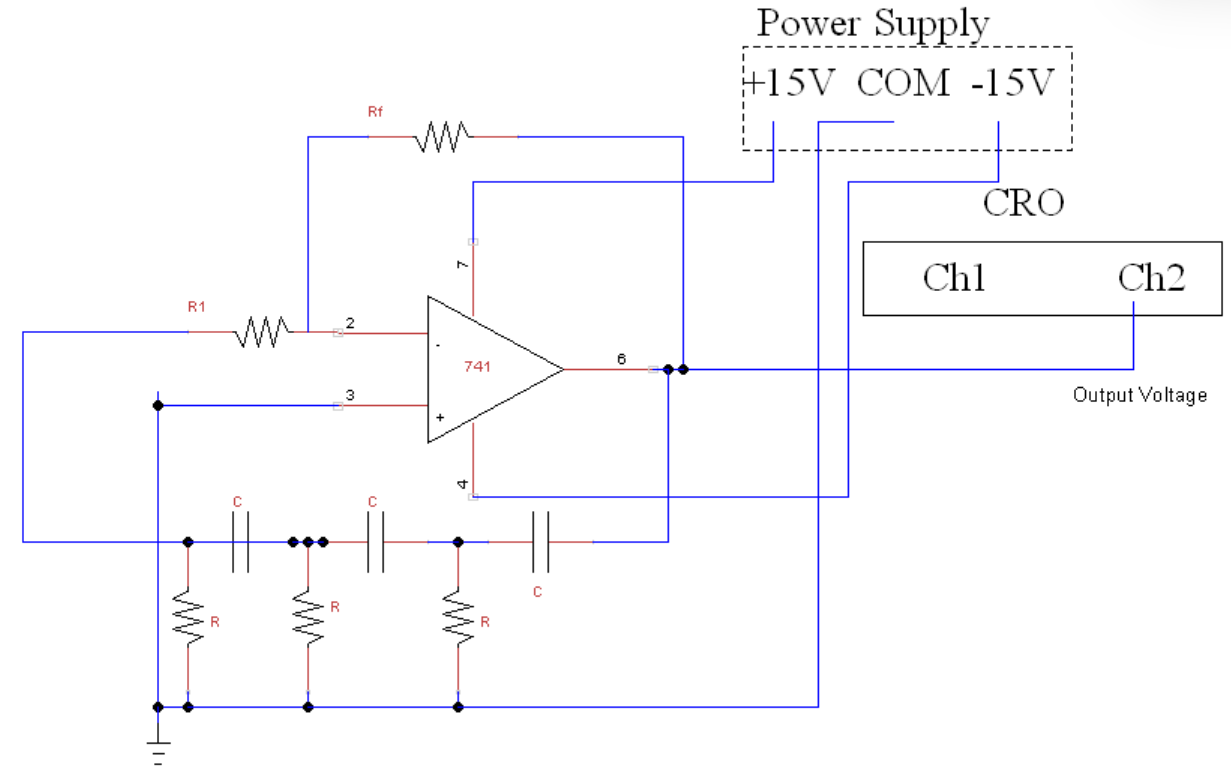 Power Supply
+15V COM -15V
Rf
CRO
7
Ch1 Ch2
R1
2
-
741
6
3
+
Output Voltage
4
C
C
C
R
R
R